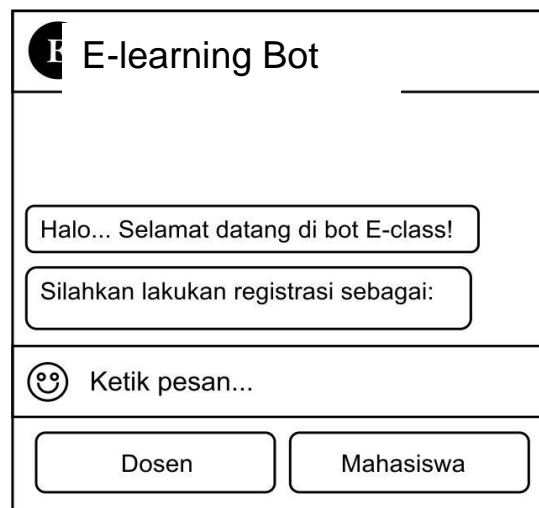 E-learning Bot
Halo... Selamat datang di bot E-class!
Silahkan lakukan registrasi sebagai:
Ketik pesan...
Dosen
Mahasiswa